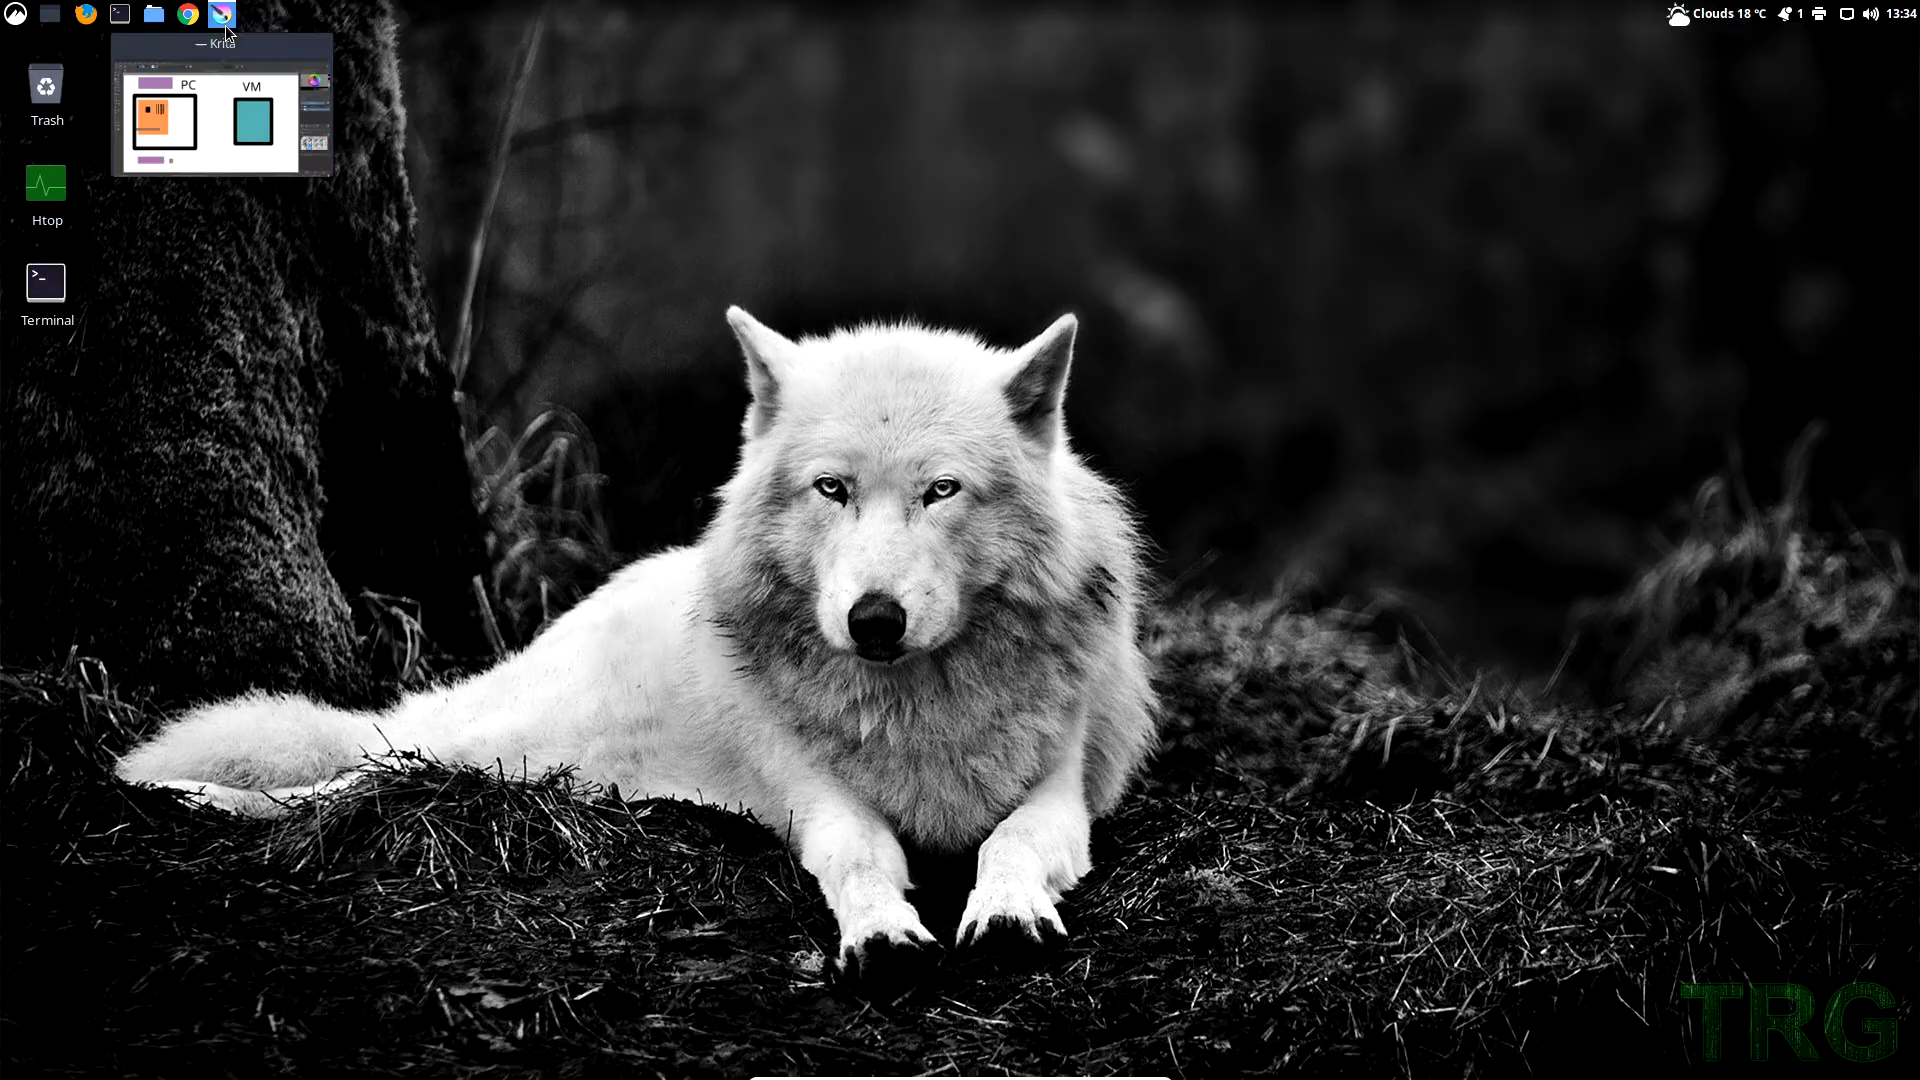 Clouds 18 °C
1
13:34
— Krita
PC
VM
Trash
Htop
>_
Terminal
TRG